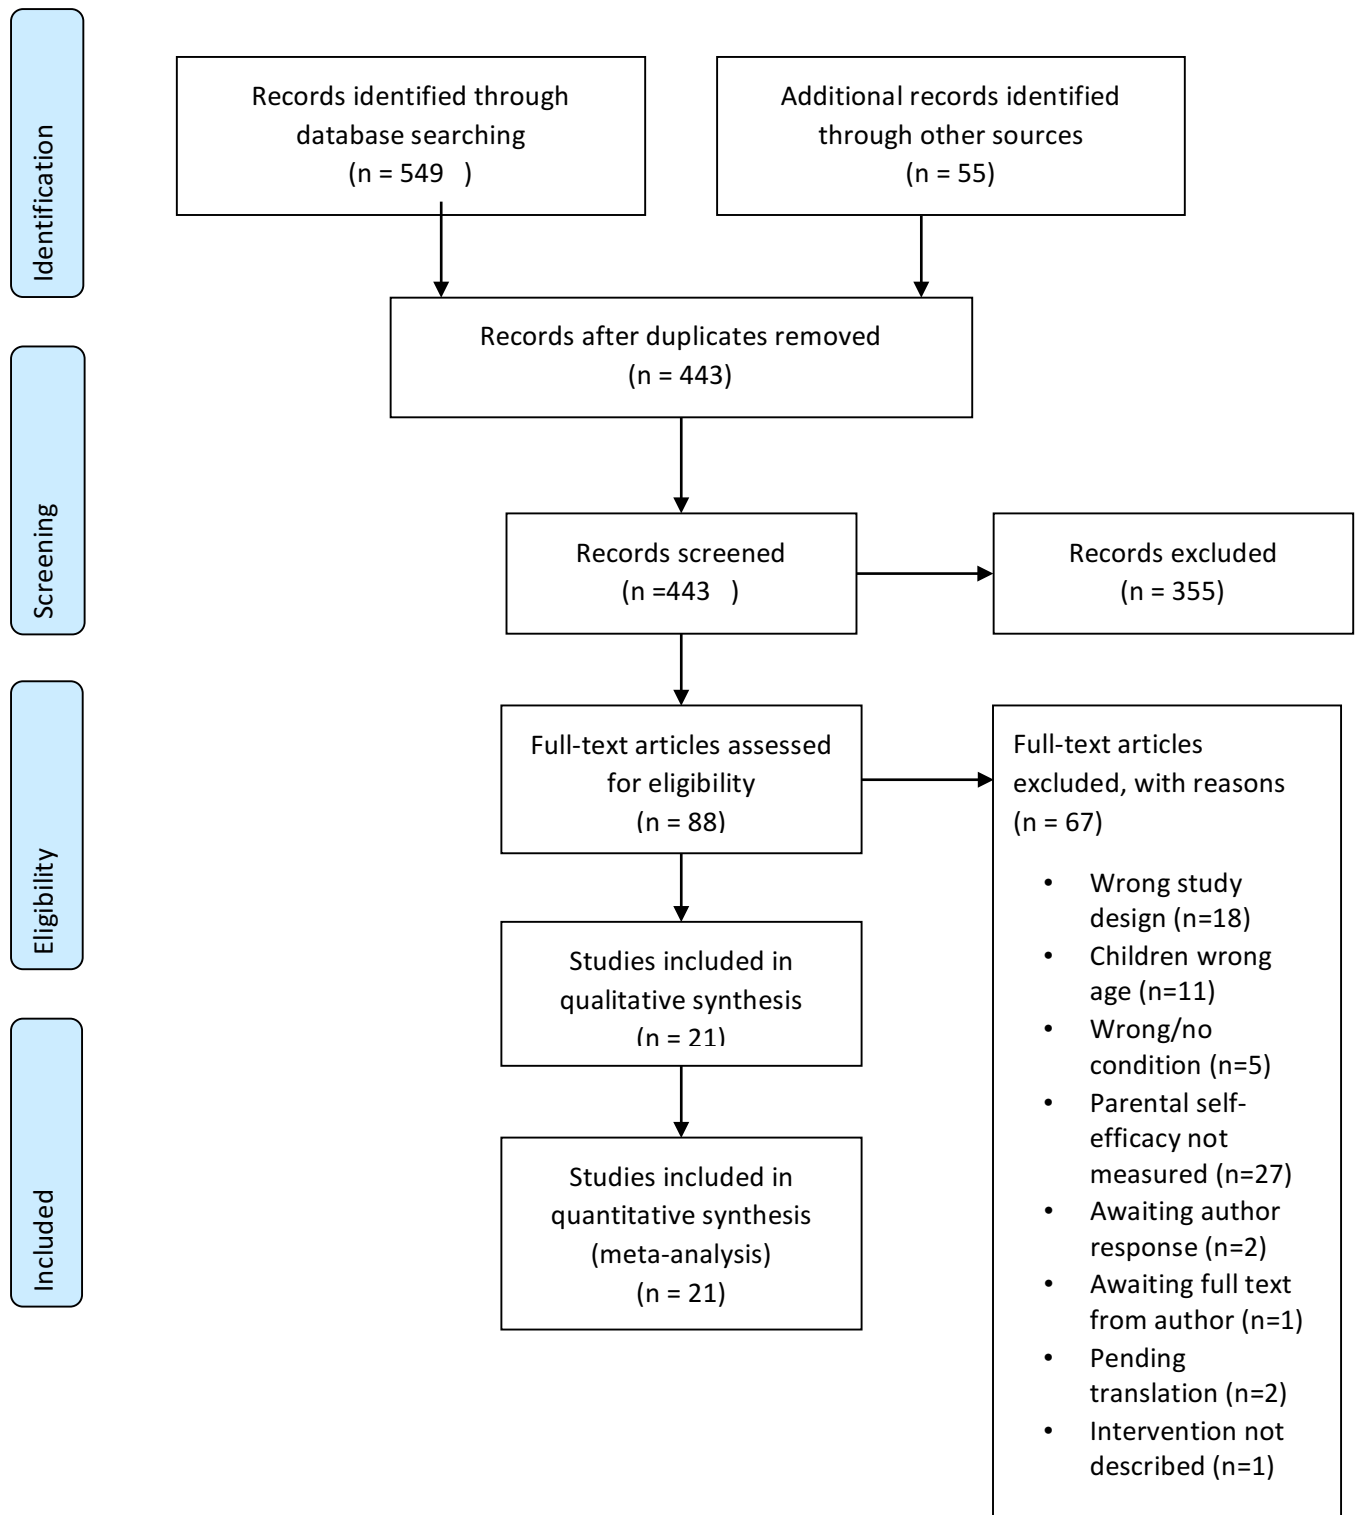 Identification
Records identified through
database searching
(n = 549   )
Additional records identified
through other sources
(n = 55)
Records after duplicates removed
(n = 443)
Screening
Records screened
(n =443   )
Records excluded
(n = 355)
Eligibility
Full-text articles assessed
for eligibility
(n = 88)
Full-text articles
excluded, with reasons
(n = 67)
• Wrong study
design (n=18)
• Children wrong
age (n=11)
• Wrong/no
condition (n=5)
• Parental self-
efficacy not
measured (n=27)
• Awaiting author
response (n=2)
• Awaiting full text
from author (n=1)
• Pending
translation (n=2)
• Intervention not
described (n=1)
Studies included in
qualitative synthesis
(n = 21)
Included
Studies included in
quantitative synthesis
(meta-analysis)
(n = 21)